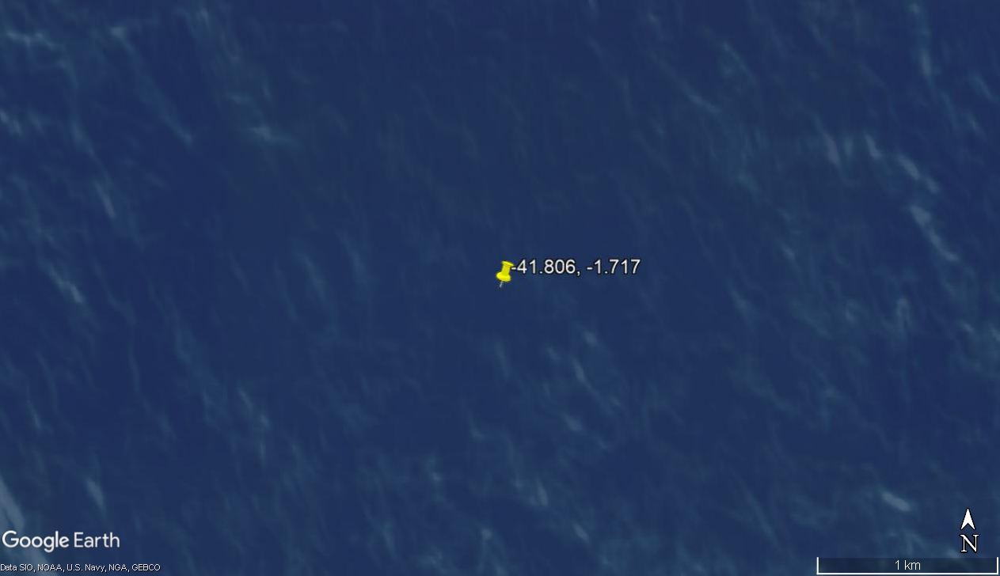 -41.806, -1.717
Google Earth
N
Data SIO, NOAA, U.S. Navy, NGA, GEBCO
1 km